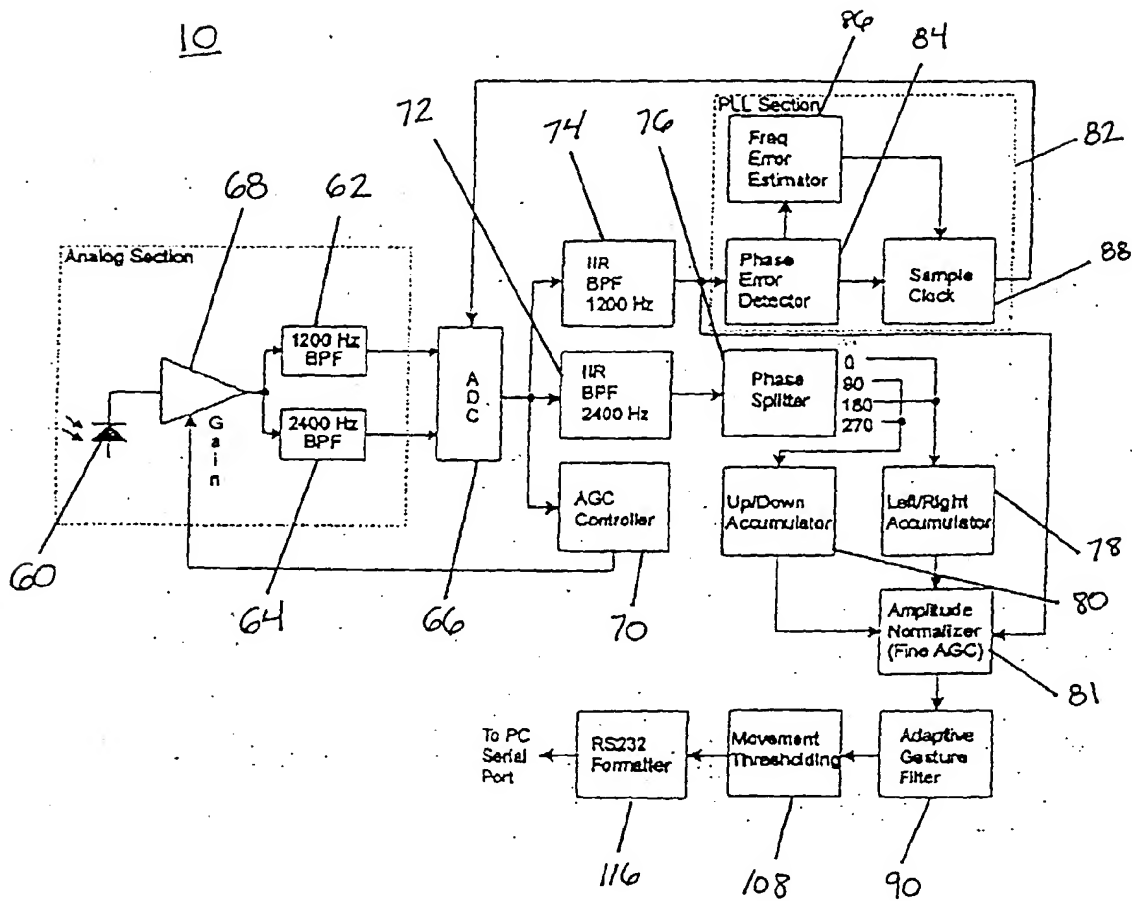 10
86
84
PLL Section
72
74
76
82
Freq
Error
Estimator
68
62
Analog Section
IIR
BPF
1200 Hz
Phase
Error
Detector
Sample
Clock
88
1200 Hz
BPF
ADC
IIR
BPF
2400 Hz
Phase
Splitter
0
90
180
270
2400 Hz
BPF
Gain
AGC
Controller
Up/Down
Accumulator
Left/Right
Accumulator
78
60
64
66
70
80
Amplitude
Normalizer
(Fine AGC)
81
To PC
Serial
Port
RS232
Formatter
Movement
Thresholding
Adaptive
Gesture
Filter
116
108
90